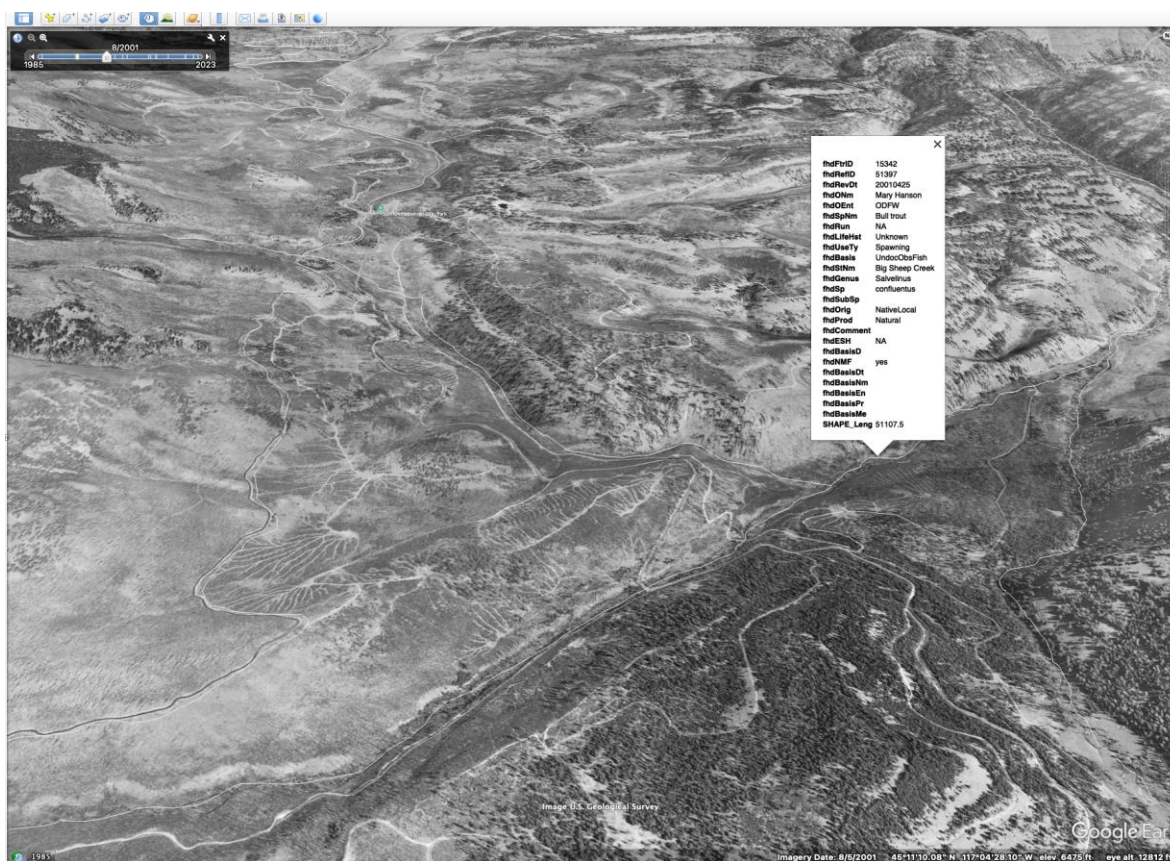 8/2001
1985 2023
fhdFtrID 15342
fhdRefID 51397
fhdRevDt 20010425
fhdONm Mary Hanson
fhdOEnt ODFW
fhdSpNm Bull trout
fhdRun NA
fhdLifeHst Unknown
fhdUseTy Spawning
fhdBasis UndocObsFish
fhdStNm Big Sheep Creek
fhdGenus Salvelinus
fhdSp confluentus
fhdSubSp
fhdOrig NativeLocal
fhdProd Natural
fhdComment
fhdESH NA
fhdBasisD
fhdNMF yes
fhdBasisDt
fhdBasisNm
fhdBasisEn
fhdBasisPr
fhdBasisMe
SHAPE_Leng 51107.5
Image U.S. Geological Survey
Google Ear
1985
Imagery Date: 8/5/2001 45°11'10.08" N 117°04'28.10" W elev 6475 ft eye alt